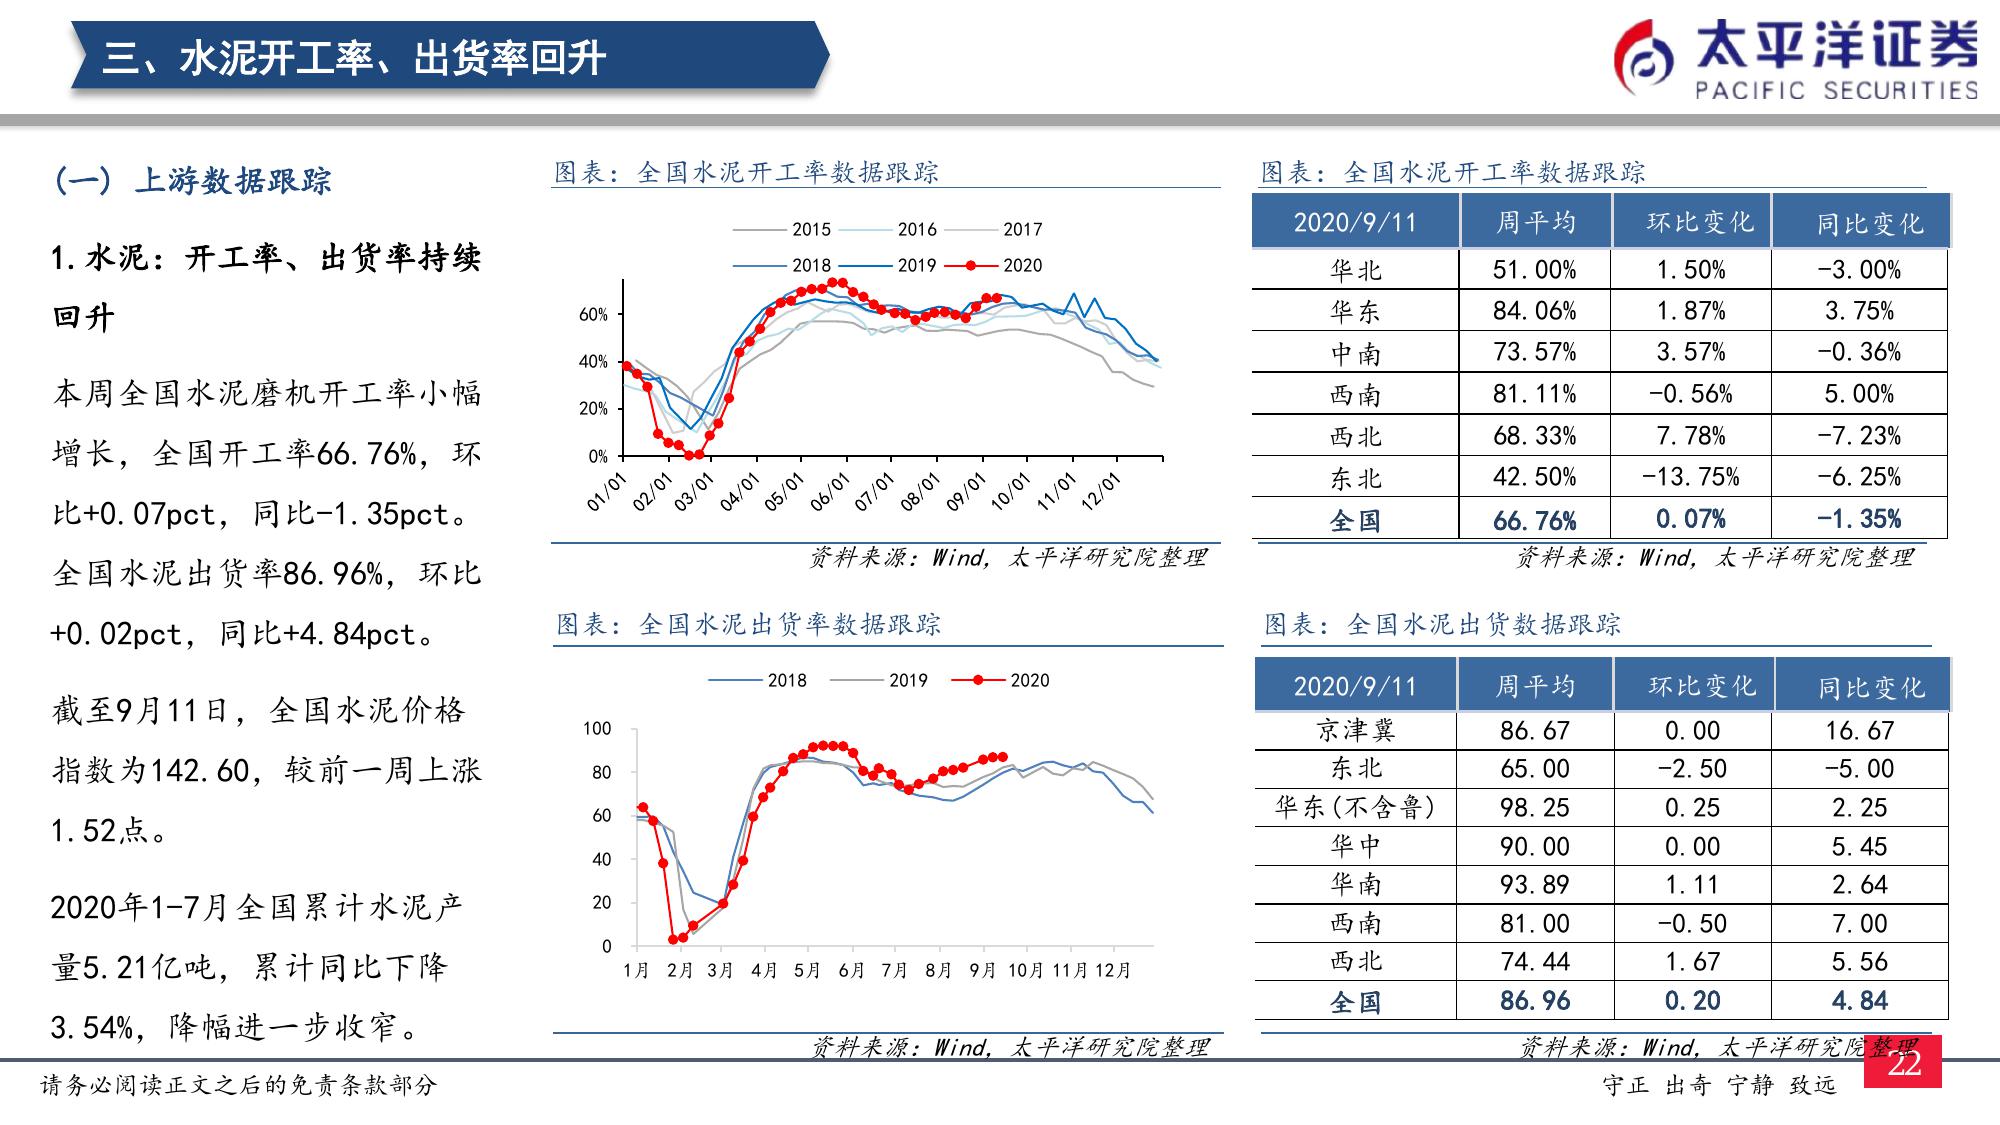 三、水泥开工率、出货率回升
太平洋证券
PACIFIC SECURITIES
(一) 上游数据跟踪
1.水泥：开工率、出货率持续
回升
本周全国水泥磨机开工率小幅
增长，全国开工率66.76%，环
比+0.07pct，同比-1.35pct。
全国水泥出货率86.96%，环比
+0.02pct，同比+4.84pct。
截至9月11日，全国水泥价格
指数为142.60，较前一周上涨
1.52点。
2020年1-7月全国累计水泥产
量5.21亿吨，累计同比下降
3.54%，降幅进一步收窄。
图表：全国水泥开工率数据跟踪
2015 2016 2017
2018 2019 2020
60%
40%
20%
0%
01/01 02/01 03/01 04/01 05/01 06/01 07/01 08/01 09/01 10/01 11/01 12/01
资料来源：Wind，太平洋研究院整理
图表：全国水泥开工率数据跟踪
2020/9/11 周平均 环比变化 同比变化
华北 51.00% 1.50% -3.00%
华东 84.06% 1.87% 3.75%
中南 73.57% 3.57% -0.36%
西南 81.11% -0.56% 5.00%
西北 68.33% 7.78% -7.23%
东北 42.50% -13.75% -6.25%
全国 66.76% 0.07% -1.35%
资料来源：Wind，太平洋研究院整理
图表：全国水泥出货率数据跟踪
2018 2019 2020
100
80
60
40
20
0
1月 2月 3月 4月 5月 6月 7月 8月 9月 10月 11月 12月
资料来源：Wind，太平洋研究院整理
图表：全国水泥出货数据跟踪
2020/9/11 周平均 环比变化 同比变化
京津冀 86.67 0.00 16.67
东北 65.00 -2.50 -5.00
华东(不含鲁) 98.25 0.25 2.25
华中 90.00 0.00 5.45
华南 93.89 1.11 2.64
西南 81.00 -0.50 7.00
西北 74.44 1.67 5.56
全国 86.96 0.20 4.84
资料来源：Wind，太平洋研究院整理
请务必阅读正文之后的免责条款部分
守正 出奇 宁静 致远
22